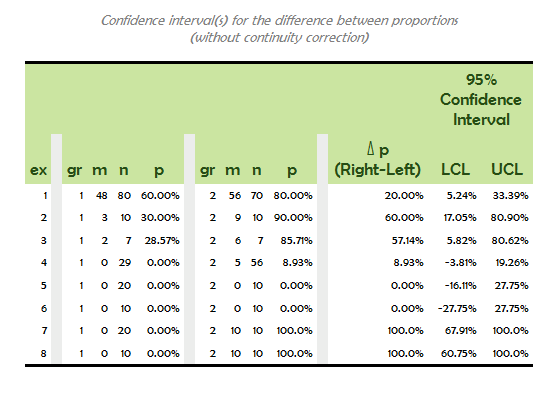 Confidence interval(s) for the difference between proportions
(without continuity correction)
95%
Confidence
Interval
Δ p
ex gr m n p gr m n p (Right-Left) LCL UCL
1 1 48 80 60.00% 2 56 70 80.00% 20.00% 5.24% 33.39%
2 1 3 10 30.00% 2 9 10 90.00% 60.00% 17.05% 80.90%
3 1 2 7 28.57% 2 6 7 85.71% 57.14% 5.82% 80.62%
4 1 0 29 0.00% 2 5 56 8.93% 8.93% -3.81% 19.26%
5 1 0 20 0.00% 2 0 10 0.00% 0.00% -16.11% 27.75%
6 1 0 10 0.00% 2 0 10 0.00% 0.00% -27.75% 27.75%
7 1 0 20 0.00% 2 10 10 100.0% 100.0% 67.91% 100.0%
8 1 0 10 0.00% 2 10 10 100.0% 100.0% 60.75% 100.0%